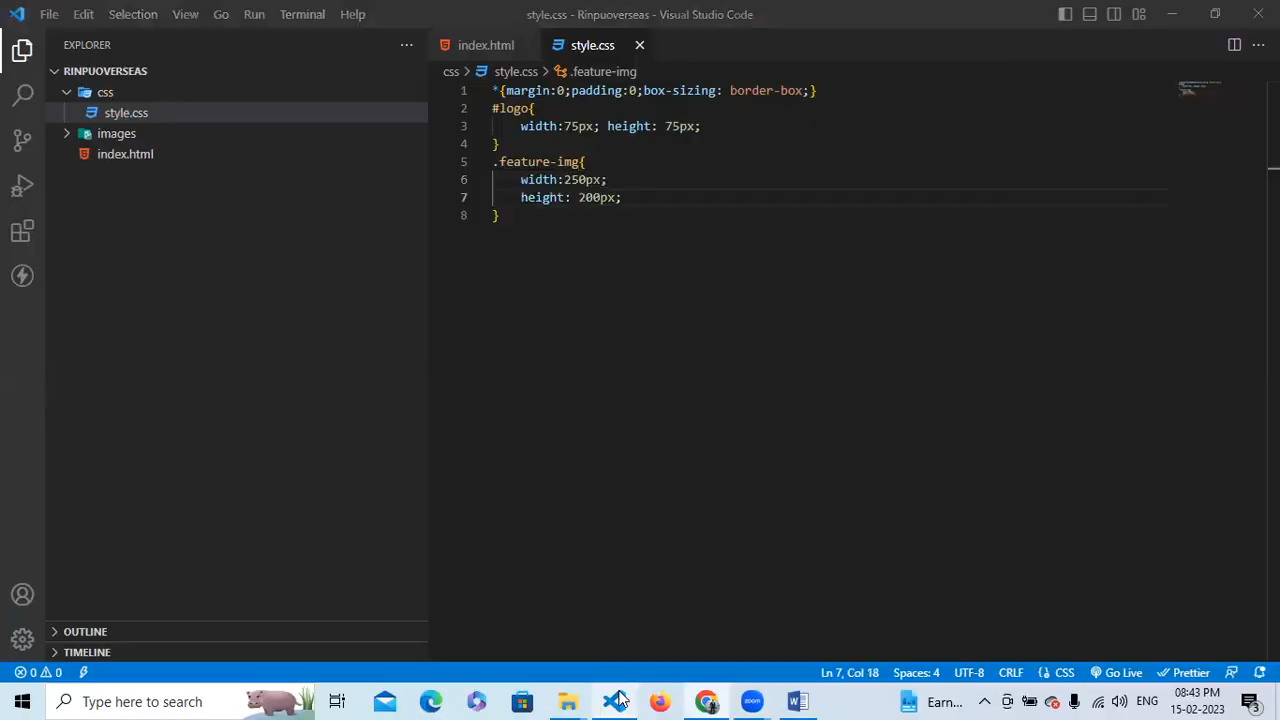 File Edit Selection View Go Run Terminal Help
style.css - Rinpuoverseas - Visual Studio Code
EXPLORER
RINPUOVERSEAS
css
style.css
images
index.html
OUTLINE
TIMELINE
index.html style.css
css > style.css > .feature-img
1 *{margin:0;padding:0;box-sizing: border-box;}
2 #logo{
3 width:75px; height: 75px;
4 }
5 .feature-img{
6 width:250px;
7 height: 200px;
8 }
0 0
Ln 7, Col 18 Spaces: 4 UTF-8 CRLF CSS Go Live Prettier
Type here to search
zoom
Earn...
ENG
08:43 PM
15-02-2023
3